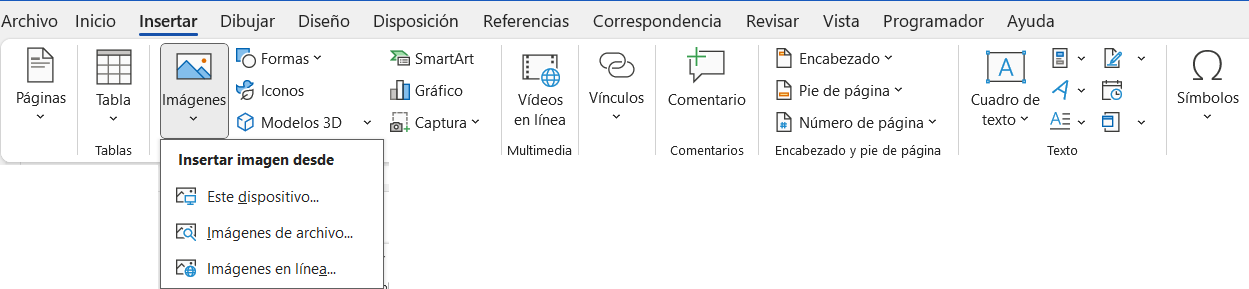 Archivo Inicio Insertar Dibujar Diseño Disposición Referencias Correspondencia Revisar Vista Programador Ayuda
Páginas
Tabla
Tablas
Imágenes
Formas
Iconos
Modelos 3D
SmartArt
Gráfico
Captura
Vídeos
en línea
Multimedia
Vínculos
Comentario
Comentarios
Encabezado
Pie de página
Número de página
Encabezado y pie de página
A
Cuadro de
texto
A
A
Texto
Ω
Símbolos
Insertar imagen desde
Este dispositivo...
Imágenes de archivo...
Imágenes en línea...